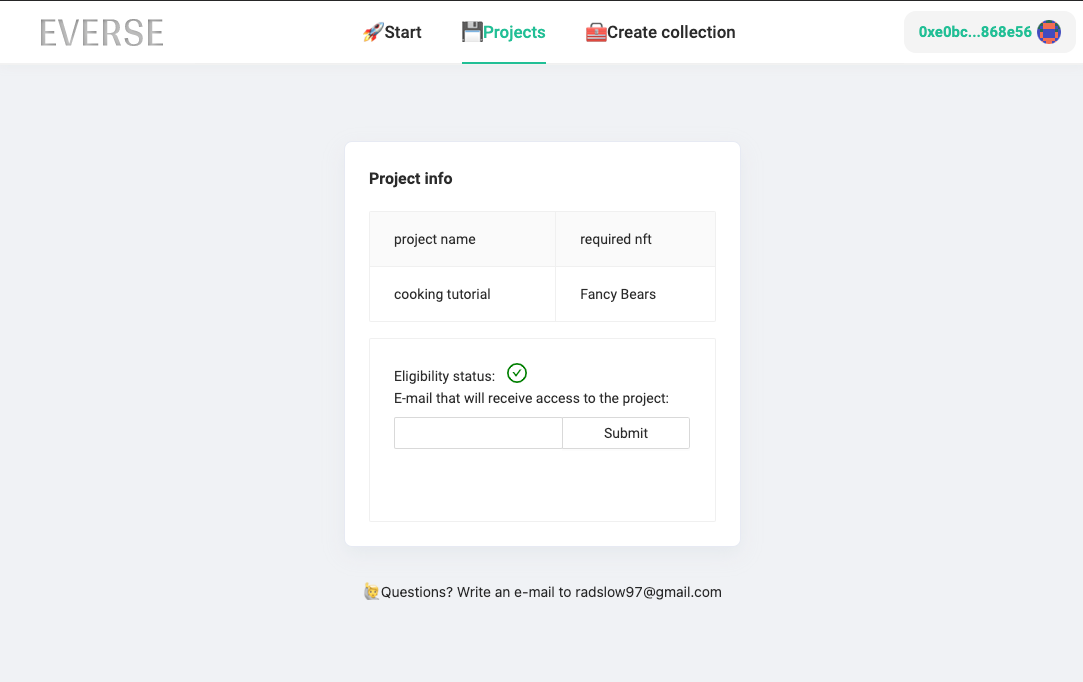 EVERSE
🚀Start 💾Projects 🧰Create collection 0xe0bc...868e56
Project info
project name required nft
cooking tutorial Fancy Bears
Eligibility status:
E-mail that will receive access to the project:
Submit
🙋Questions? Write an e-mail to radslow97@gmail.com